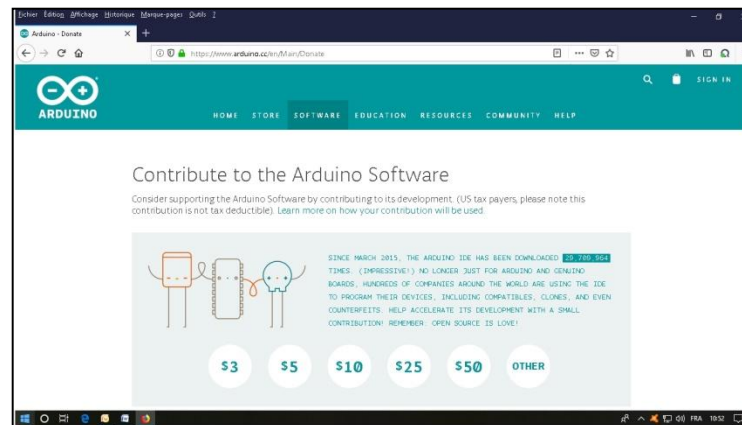 Fichier Édition Affichage Historique Marque-pages Outils ?
Arduino - Donate
https://www.arduino.cc/en/Main/Donate
SIGN IN
ARDUINO
HOME STORE SOFTWARE EDUCATION RESOURCES COMMUNITY HELP
Contribute to the Arduino Software
Consider supporting the Arduino Software by contributing to its development. (US tax payers, please note this
contribution is not tax deductible). Learn more on how your contribution will be used.
SINCE MARCH 2015, THE ARDUINO IDE HAS BEEN DOWNLOADED 29,709,964
TIMES. (IMPRESSIVE!) NO LONGER JUST FOR ARDUINO AND GENUINO
BOARDS, HUNDREDS OF COMPANIES AROUND THE WORLD ARE USING THE IDE
TO PROGRAM THEIR DEVICES, INCLUDING COMPATIBLES, CLONES, AND EVEN
COUNTERFEITS. HELP ACCELERATE ITS DEVELOPMENT WITH A SMALL
CONTRIBUTION! REMEMBER: OPEN SOURCE IS LOVE!
$3 $5 $10 $25 $50 OTHER
FRA 10:52